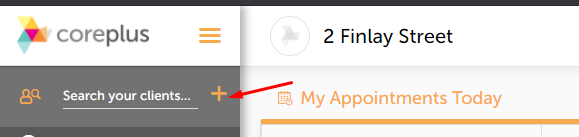 coreplus
2 Finlay Street
Search your clients...
My Appointments Today